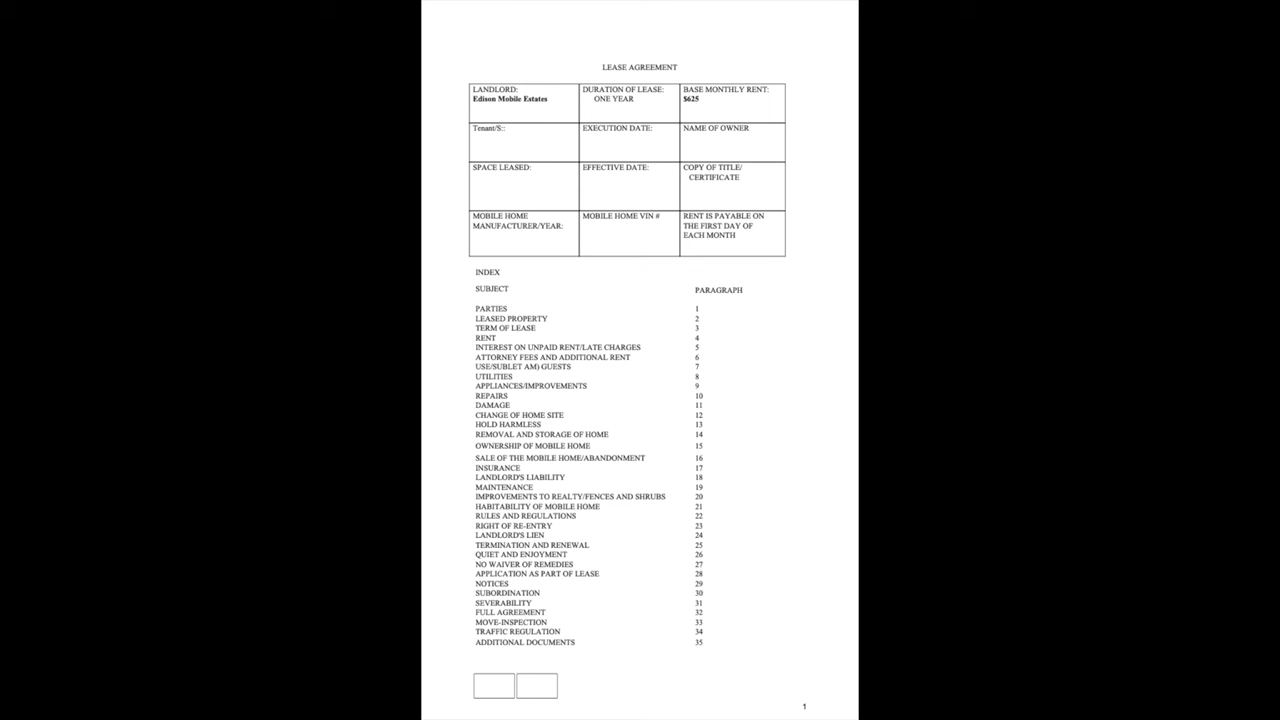 LEASE AGREEMENT
LANDLORD: DURATION OF LEASE: BASE MONTHLY RENT:
Edison Mobile Estates ONE YEAR $625
Tenant/S:: EXECUTION DATE: NAME OF OWNER
SPACE LEASED: EFFECTIVE DATE: COPY OF TITLE/
CERTIFICATE
MOBILE HOME MOBILE HOME VIN # RENT IS PAYABLE ON
MANUFACTURER/YEAR: THE FIRST DAY OF
EACH MONTH
INDEX
SUBJECT PARAGRAPH
PARTIES 1
LEASED PROPERTY 2
TERM OF LEASE 3
RENT 4
INTEREST ON UNPAID RENT/LATE CHARGES 5
ATTORNEY FEES AND ADDITIONAL RENT 6
USE/SUBLET AM) GUESTS 7
UTILITIES 8
APPLIANCES/IMPROVEMENTS 9
REPAIRS 10
DAMAGE 11
CHANGE OF HOME SITE 12
HOLD HARMLESS 13
REMOVAL AND STORAGE OF HOME 14
OWNERSHIP OF MOBILE HOME 15
SALE OF THE MOBILE HOME/ABANDONMENT 16
INSURANCE 17
LANDLORD'S LIABILITY 18
MAINTENANCE 19
IMPROVEMENTS TO REALTY/FENCES AND SHRUBS 20
HABITABILITY OF MOBILE HOME 21
RULES AND REGULATIONS 22
RIGHT OF RE-ENTRY 23
LANDLORD'S LIEN 24
TERMINATION AND RENEWAL 25
QUIET AND ENJOYMENT 26
NO WAIVER OF REMEDIES 27
APPLICATION AS PART OF LEASE 28
NOTICES 29
SUBORDINATION 30
SEVERABILITY 31
FULL AGREEMENT 32
MOVE-INSPECTION 33
TRAFFIC REGULATION 34
ADDITIONAL DOCUMENTS 35
1